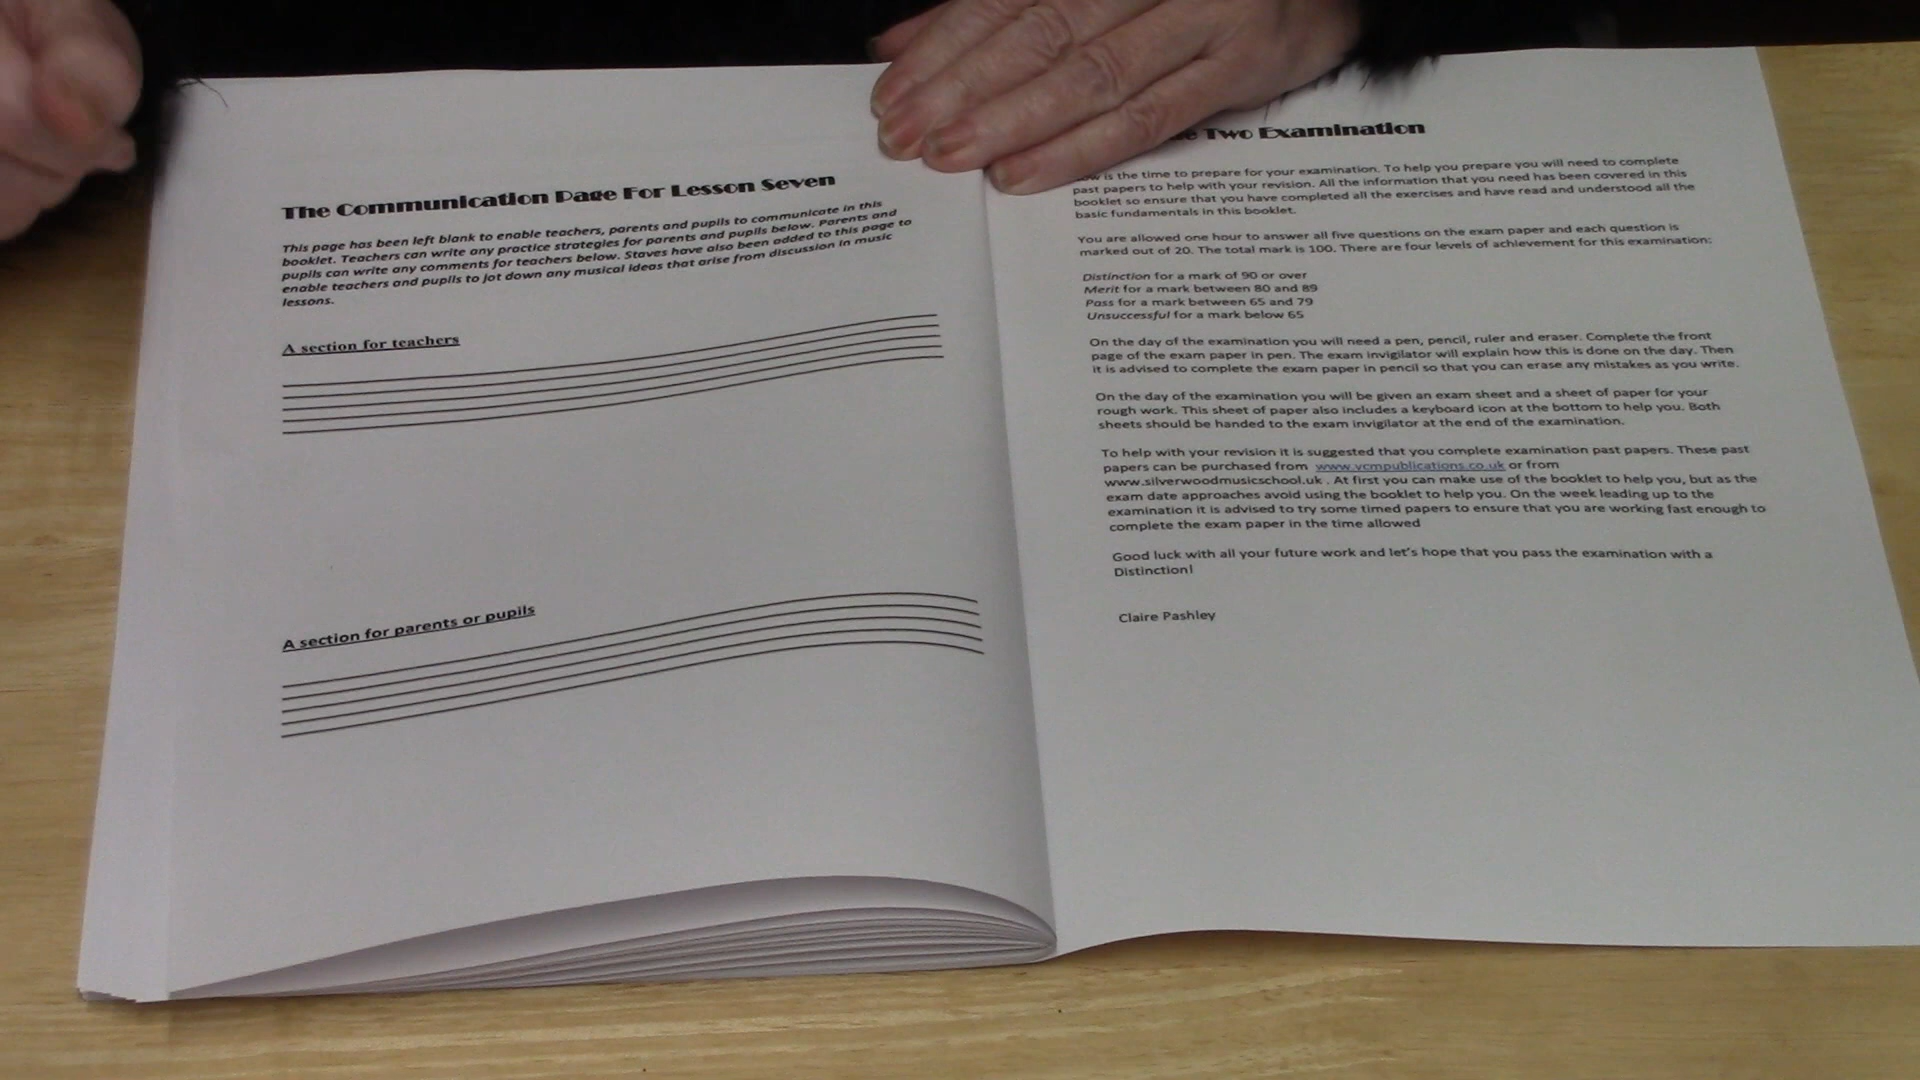 The Communication Page For Lesson Seven
This page has been left blank to enable teachers, parents and pupils to communicate in this
booklet. Teachers can write any practice strategies for parents and pupils below. Parents and
pupils can write any comments for teachers below. Staves have also been added to this page to
enable teachers and pupils to jot down any musical ideas that arise from discussion in music
lessons.
A section for teachers
A section for parents or pupils
Two Examination
is the time to prepare for your examination. To help you prepare you will need to complete
past papers to help with your revision. All the information that you need has been covered in this
booklet so ensure that you have completed all the exercises and have read and understood all the
basic fundamentals in this booklet.
You are allowed one hour to answer all five questions on the exam paper and each question is
marked out of 20. The total mark is 100. There are four levels of achievement for this examination:
Distinction for a mark of 90 or over
Merit for a mark between 80 and 89
Pass for a mark between 65 and 79
Unsuccessful for a mark below 65
On the day of the examination you will need a pen, pencil, ruler and eraser. Complete the front
page of the exam paper in pen. The exam invigilator will explain how this is done on the day. Then
it is advised to complete the exam paper in pencil so that you can erase any mistakes as you write.
On the day of the examination you will be given an exam sheet and a sheet of paper for your
rough work. This sheet of paper also includes a keyboard icon at the bottom to help you. Both
sheets should be handed to the exam invigilator at the end of the examination.
To help with your revision it is suggested that you complete examination past papers. These past
papers can be purchased from www.vcmpublications.co.uk or from
www.silverwoodmusicschool.uk . At first you can make use of the booklet to help you, but as the
exam date approaches avoid using the booklet to help you. On the week leading up to the
examination it is advised to try some timed papers to ensure that you are working fast enough to
complete the exam paper in the time allowed
Good luck with all your future work and let's hope that you pass the examination with a
Distinction!
Claire Pashley